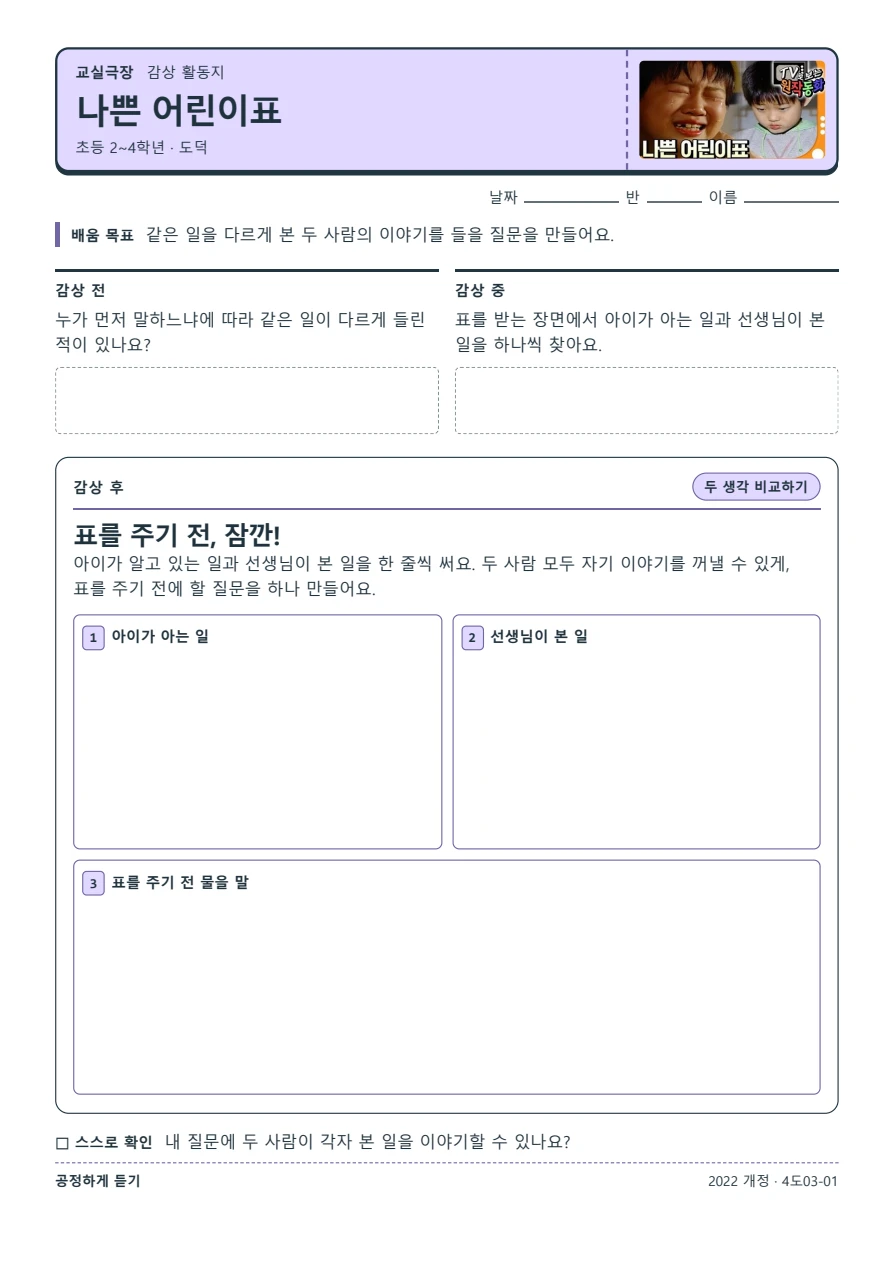 교실극장 감상 활동지
나쁜 어린이표
초등 2~4학년 · 도덕
TV로 보는
원작동화
나쁜 어린이표
날짜 반 이름
배움 목표 같은 일을 다르게 본 두 사람의 이야기를 들을 질문을 만들어요.
감상 전
누가 먼저 말하느냐에 따라 같은 일이 다르게 들린
적이 있나요?
감상 중
표를 받는 장면에서 아이가 아는 일과 선생님이 본
일을 하나씩 찾아요.
감상 후
두 생각 비교하기
표를 주기 전, 잠깐!
아이가 알고 있는 일과 선생님이 본 일을 한 줄씩 써요. 두 사람 모두 자기 이야기를 꺼낼 수 있게,
표를 주기 전에 할 질문을 하나 만들어요.
1 아이가 아는 일
2 선생님이 본 일
3 표를 주기 전 물을 말
□ 스스로 확인 내 질문에 두 사람이 각자 본 일을 이야기할 수 있나요?
공정하게 듣기
2022 개정 · 4도03-01